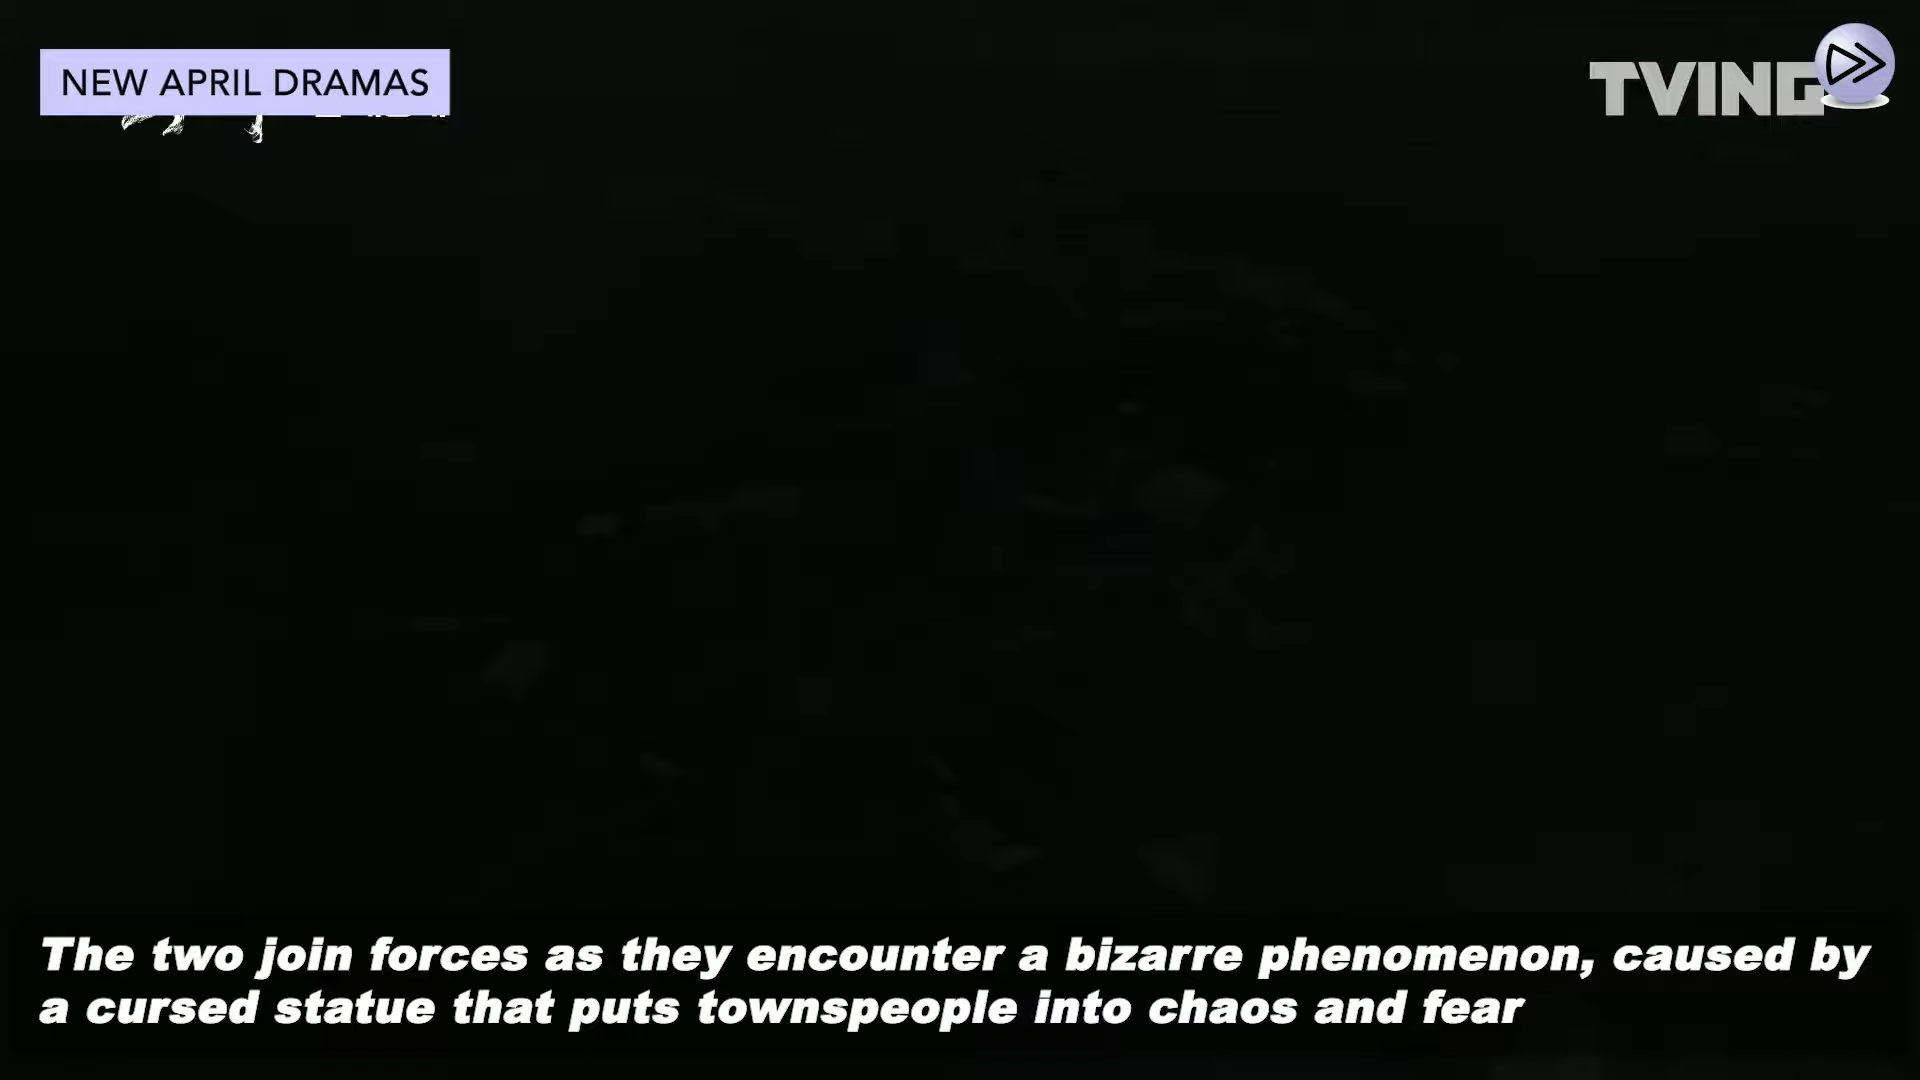 NEW APRIL DRAMAS
TVING
The two join forces as they encounter a bizarre phenomenon, caused by
a cursed statue that puts townspeople into chaos and fear